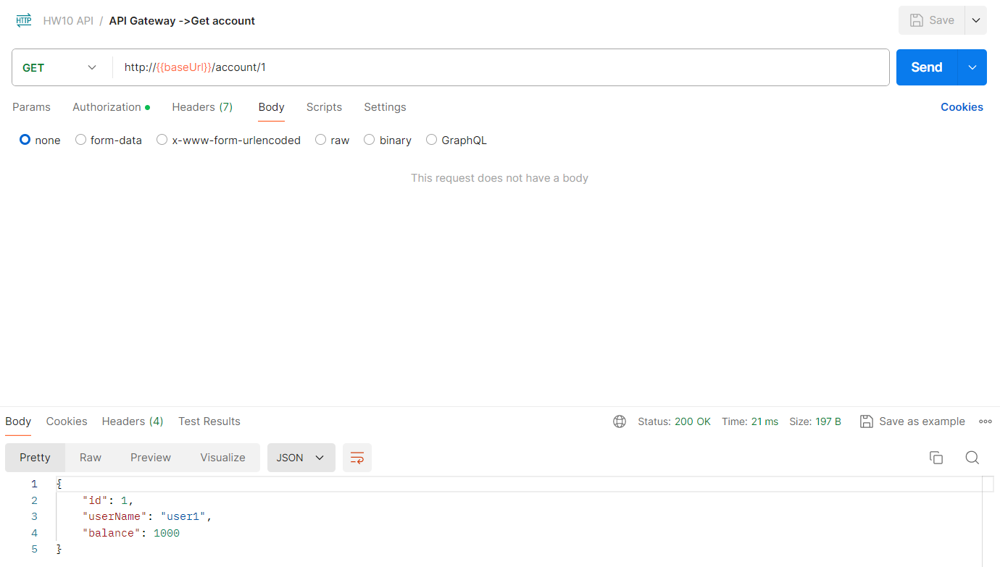 HTTP HW10 API / API Gateway ->Get account Save
GET http://{{baseUrl}}/account/1 Send
Params Authorization Headers (7) Body Scripts Settings Cookies
none form-data x-www-form-urlencoded raw binary GraphQL
This request does not have a body
Body Cookies Headers (4) Test Results Status: 200 OK Time: 21 ms Size: 197 B Save as example
Pretty Raw Preview Visualize JSON
1 {
2 "id": 1,
3 "userName": "user1",
4 "balance": 1000
5 }